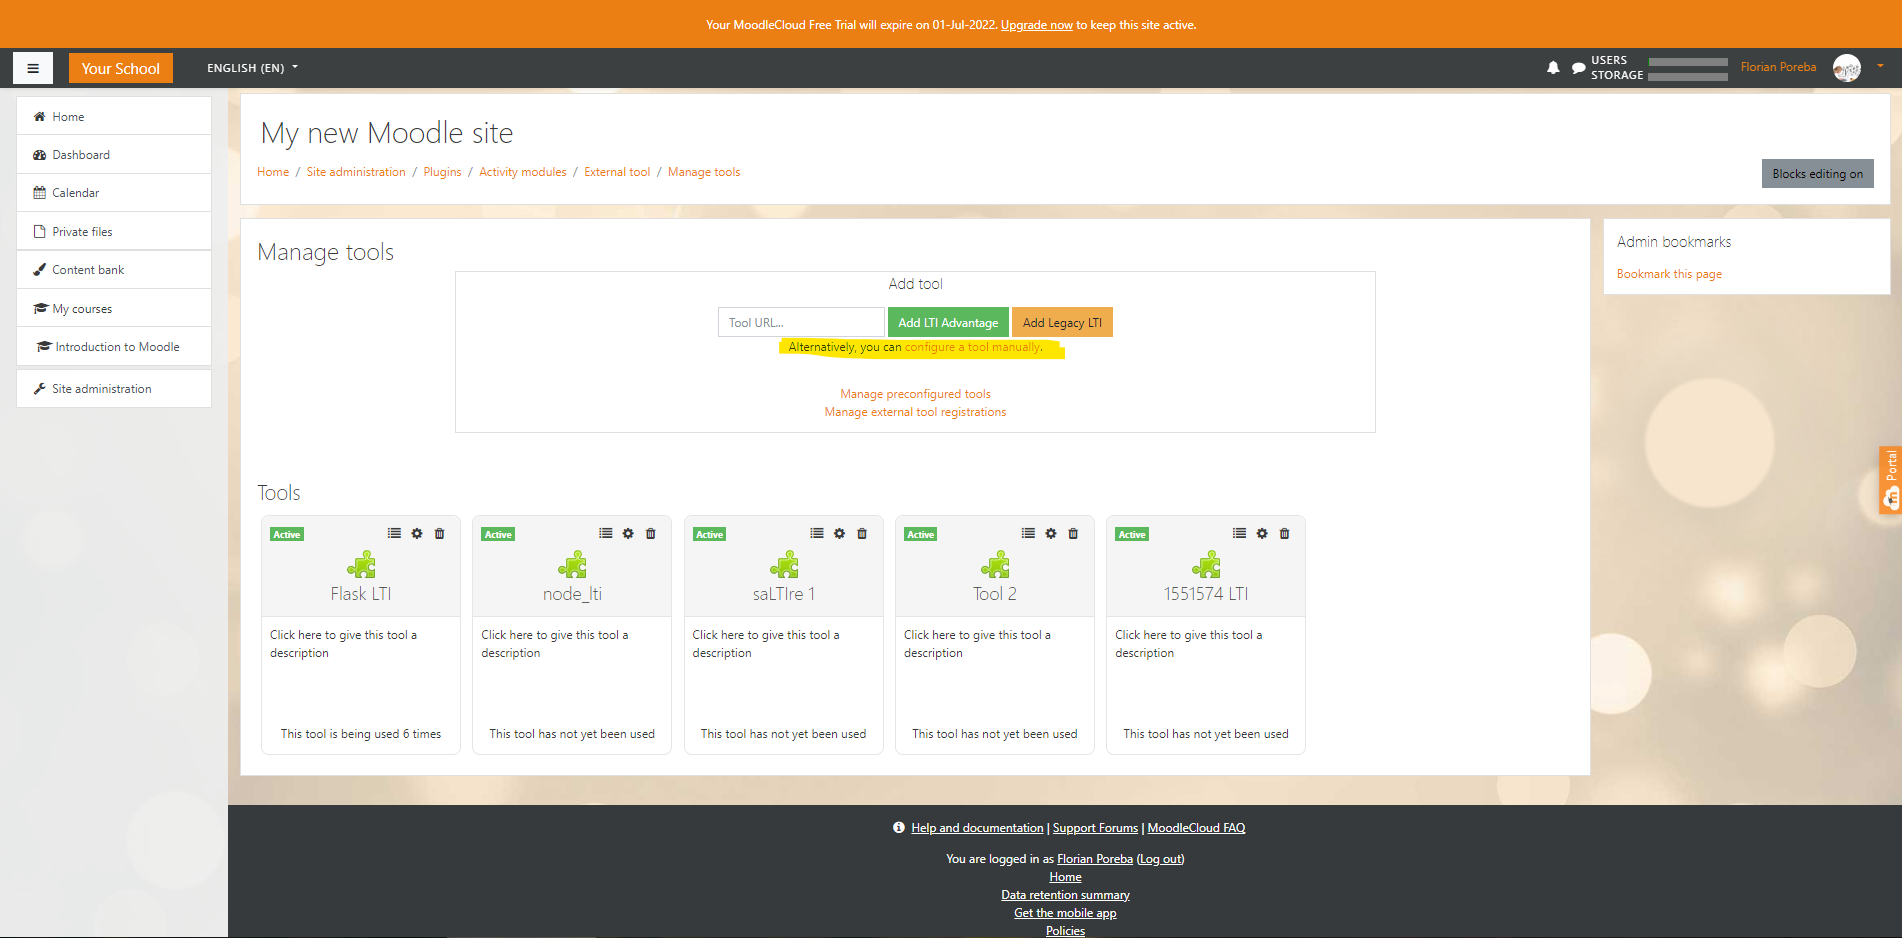 Your MoodleCloud Free Trial will expire on 01-Jul-2022. Upgrade now to keep this site active.
Your School
ENGLISH (EN)
USERS
STORAGE
Florian Poreba
Home
Dashboard
Calendar
Private files
Content bank
My courses
Introduction to Moodle
Site administration
My new Moodle site
Home / Site administration / Plugins / Activity modules / External tool / Manage tools
Blocks editing on
Manage tools
Add tool
Tool URL...
Add LTI Advantage
Add Legacy LTI
Alternatively, you can configure a tool manually.
Manage preconfigured tools
Manage external tool registrations
Admin bookmarks
Bookmark this page
Portal
Tools
Active
Flask LTI
Click here to give this tool a
description
This tool is being used 6 times
Active
node_lti
Click here to give this tool a
description
This tool has not yet been used
Active
saLTIre 1
Click here to give this tool a
description
This tool has not yet been used
Active
Tool 2
Click here to give this tool a
description
This tool has not yet been used
Active
1551574 LTI
Click here to give this tool a
description
This tool has not yet been used
Help and documentation | Support Forums | MoodleCloud FAQ
You are logged in as Florian Poreba (Log out)
Home
Data retention summary
Get the mobile app
Policies